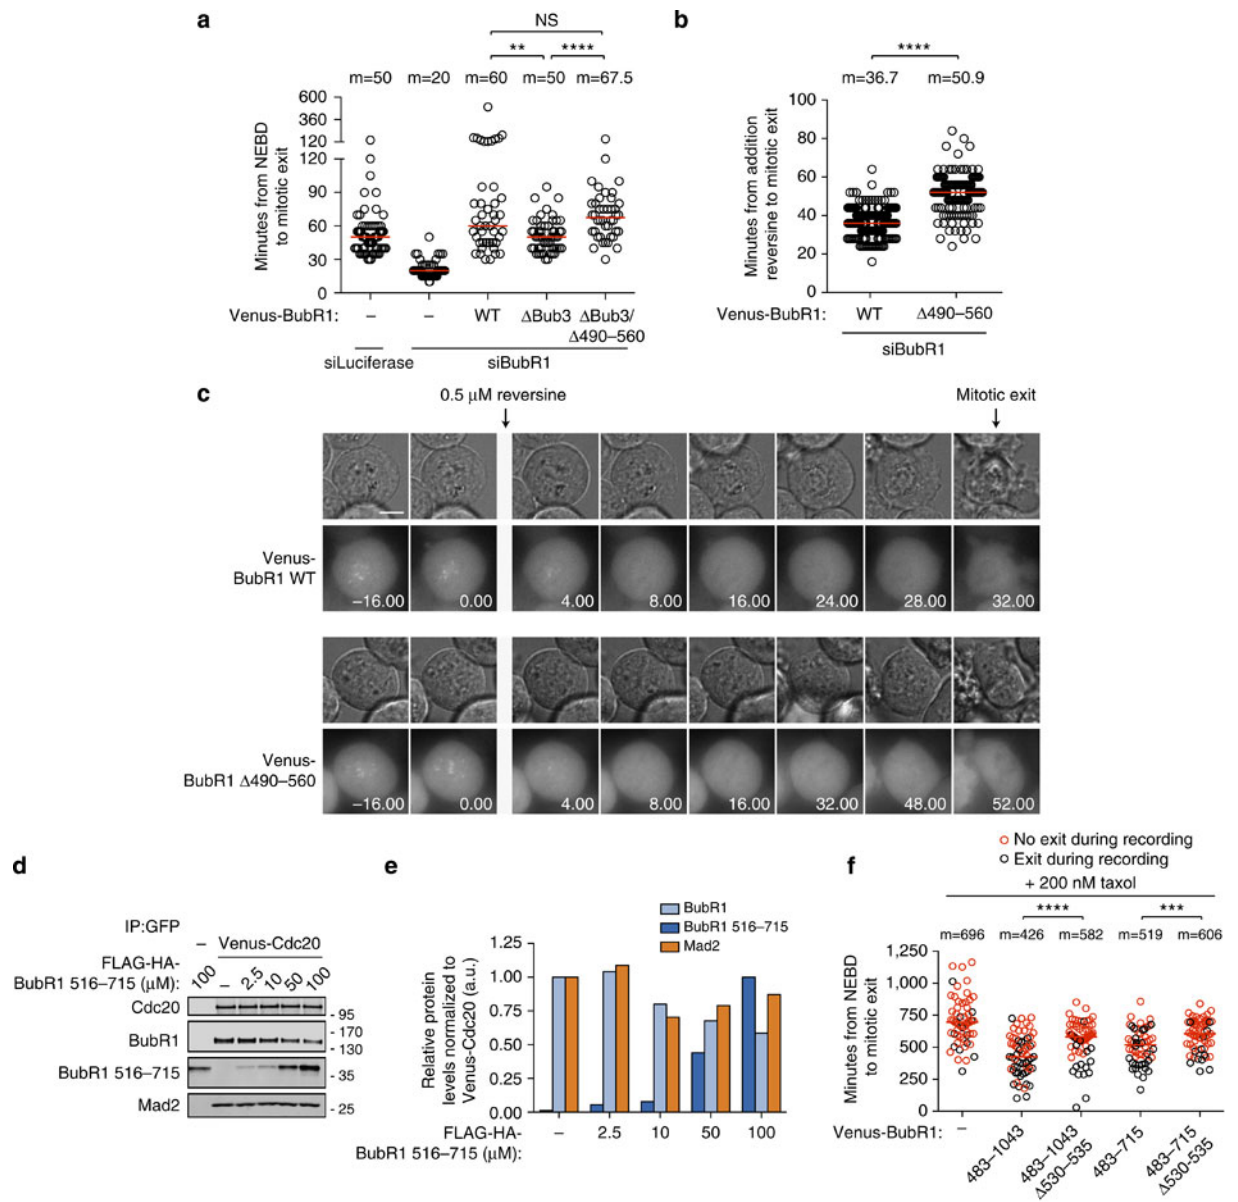 a
NS
** ****
m=50 m=20 m=60 m=50 m=67.5
600
360
120
120
90
60
30
0
Minutes from NEBD
to mitotic exit
Venus-BubR1: – – WT ΔBub3 ΔBub3/
Δ490–560
siLuciferase siBubR1
b
****
m=36.7 m=50.9
100
80
60
40
20
0
Minutes from addition
reversine to mitotic exit
Venus-BubR1: WT Δ490–560
siBubR1
c
0.5 μM reversine Mitotic exit
Venus-
BubR1 WT
–16.00 0.00 4.00 8.00 16.00 24.00 28.00 32.00
Venus-
BubR1 Δ490–560
–16.00 0.00 4.00 8.00 16.00 32.00 48.00 52.00
d
IP:GFP
– Venus-Cdc20
FLAG-HA-
BubR1 516–715 (μM): 100 – 2.5 10 50 100
Cdc20
- 95
BubR1
- 170
- 130
BubR1 516–715
- 35
Mad2
- 25
e
BubR1
BubR1 516–715
Mad2
1.25
1.00
0.75
0.50
0.25
0.00
Relative protein
levels normalized to
Venus-Cdc20 (a.u.)
FLAG-HA- – 2.5 10 50 100
BubR1 516–715 (μM):
f
No exit during recording
Exit during recording
+ 200 nM taxol
**** ***
m=696 m=426 m=582 m=519 m=606
1,250
1,000
750
500
250
0
Minutes from NEBD
to mitotic exit
Venus-BubR1: – 483–1043 483–1043 Δ530–535 483–715 483–715 Δ530-535